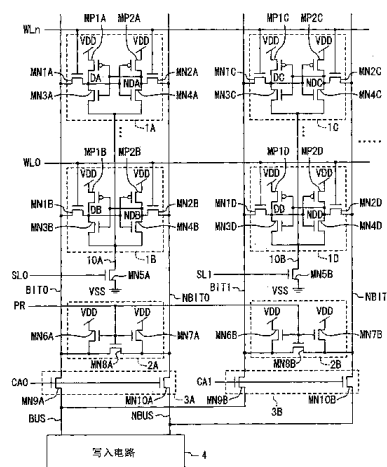 MP1A MP2A MP1C MP2C
WLn
VDD VDD VDD VDD
MN1A DA NDA MN2A MN1C DC NDC MN2C
MN3A MN4A MN3C MN4C
1A 1C
MP1B MP2B MP1D MP2D
WL0
VDD VDD VDD VDD
MN1B DB NDB MN2B MN1D DD NDD MN2D
MN3B MN4B MN3D MN4D
10A 1B 10B 1D
SL0 MN5A SL1 MN5B
BIT0 VSS NBIT0 BIT1 VSS NBIT
PR
VDD VDD VDD VDD
MN6A MN7A MN6B MN7B
MN8A 2A MN8B 2B
CA0 CA1
MN9A MN10A 3A MN9B MN10B
BUS NBUS 3B
写入电路 4